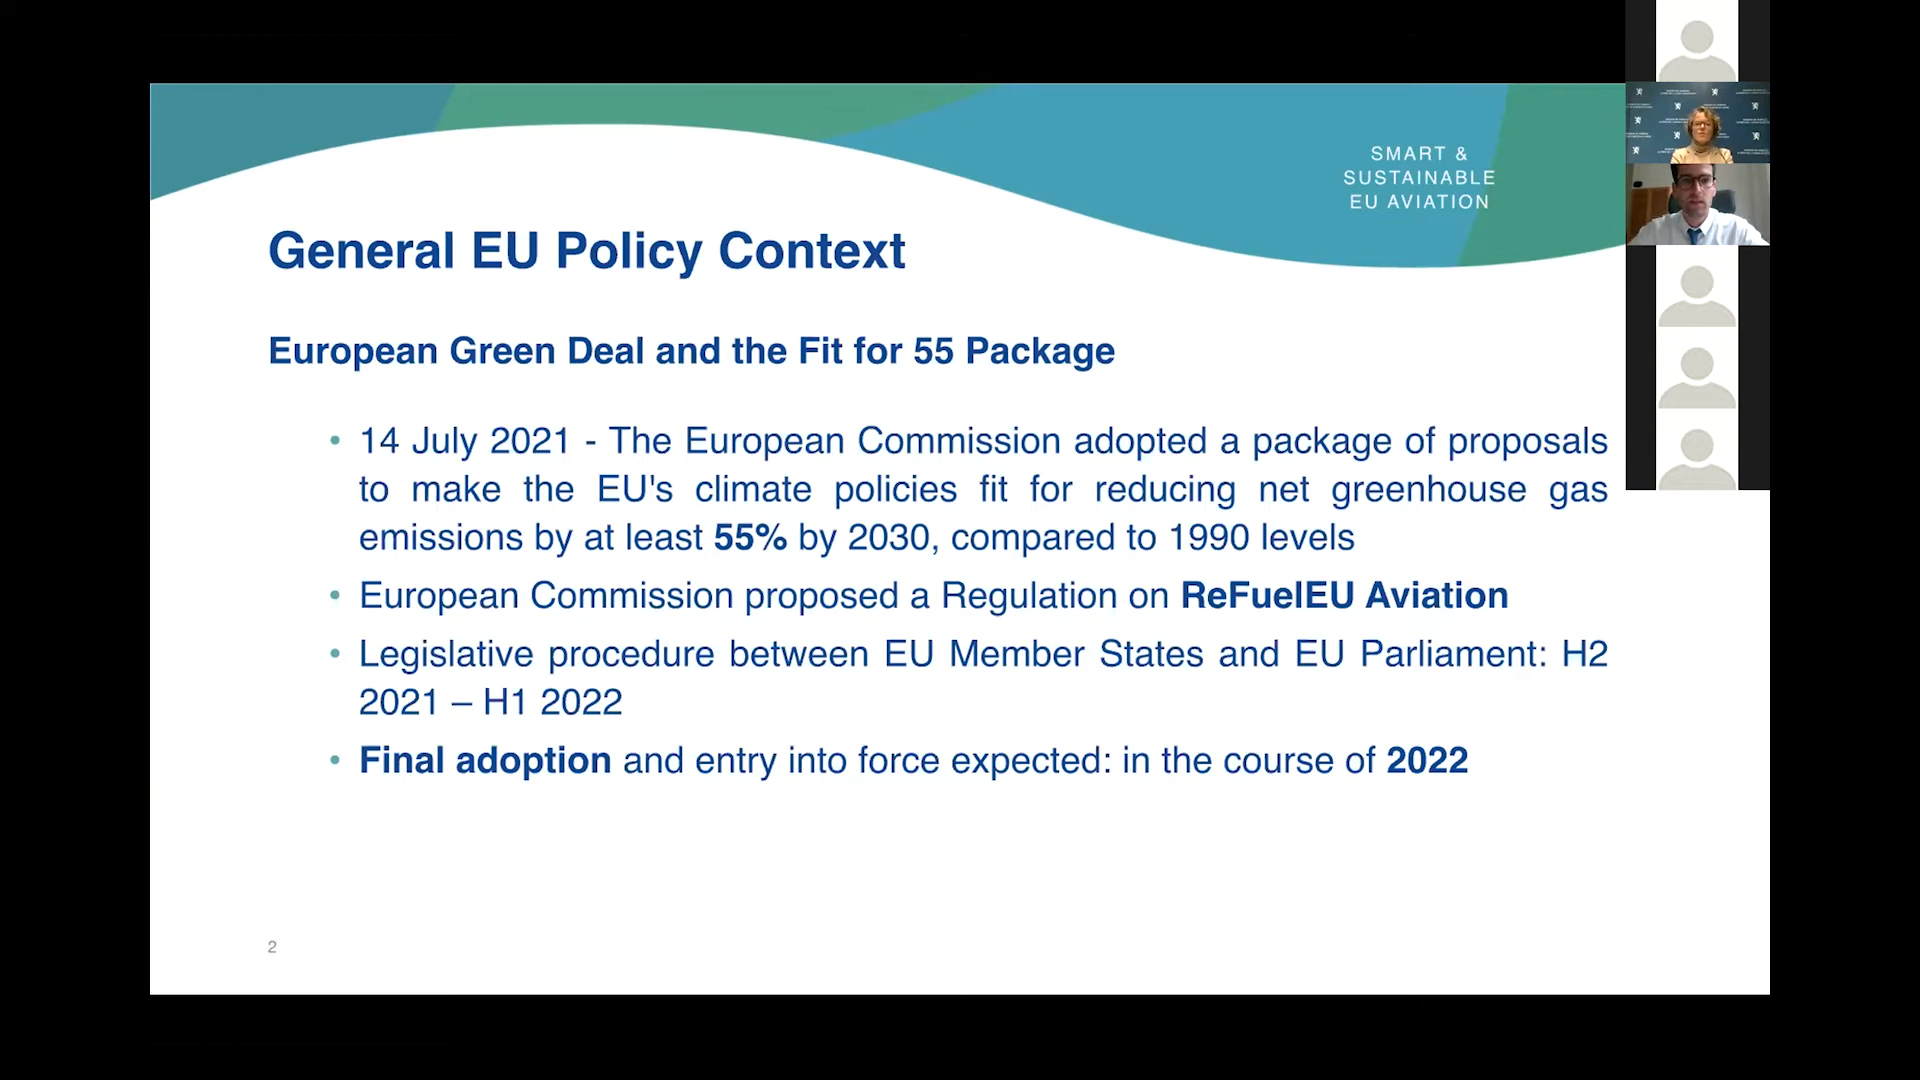 SMART &
SUSTAINABLE
EU AVIATION
General EU Policy Context
European Green Deal and the Fit for 55 Package
• 14 July 2021 - The European Commission adopted a package of proposals
to make the EU's climate policies fit for reducing net greenhouse gas
emissions by at least 55% by 2030, compared to 1990 levels
• European Commission proposed a Regulation on ReFuelEU Aviation
• Legislative procedure between EU Member States and EU Parliament: H2
2021 – H1 2022
• Final adoption and entry into force expected: in the course of 2022
2